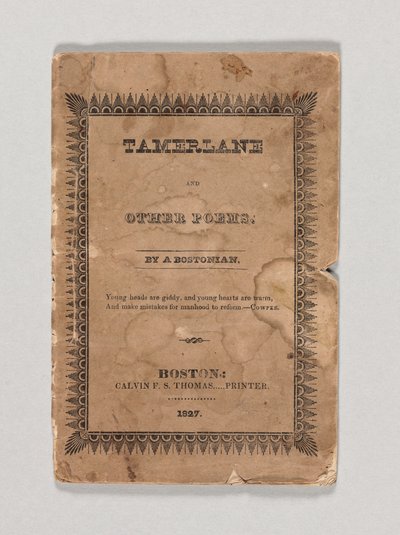 TAMERLANE
AND
OTHER POEMS.
BY A BOSTONIAN.
Young heads are giddy, and young hearts are warm,
And make mistakes for manhood to reform.—COWPER.
BOSTON:
CALVIN F. S. THOMAS....PRINTER.
1827.